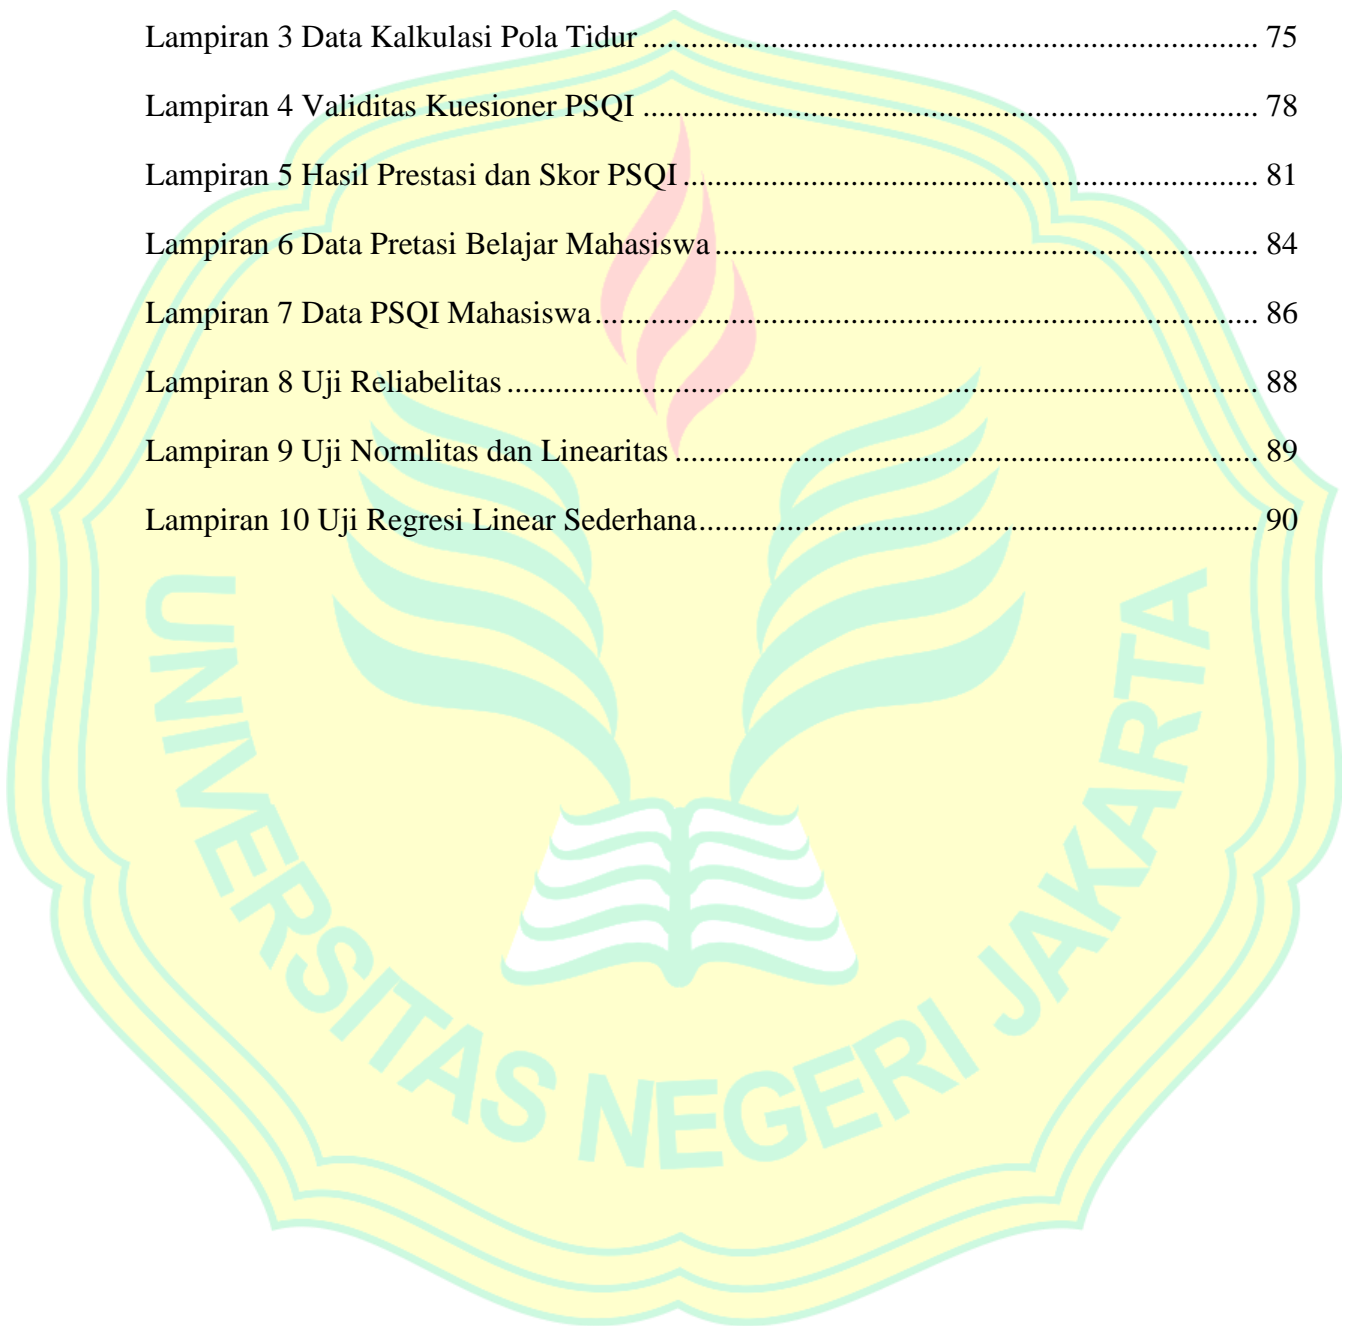 Lampiran 3 Data Kalkulasi Pola Tidur ............................................................................ 75
Lampiran 4 Validitas Kuesioner PSQI ............................................................................ 78
Lampiran 5 Hasil Prestasi dan Skor PSQI ....................................................................... 81
Lampiran 6 Data Pretasi Belajar Mahasiswa ................................................................... 84
Lampiran 7 Data PSQI Mahasiswa .................................................................................. 86
Lampiran 8 Uji Reliabelitas ............................................................................................. 88
Lampiran 9 Uji Normlitas dan Linearitas ........................................................................ 89
Lampiran 10 Uji Regresi Linear Sederhana ..................................................................... 90
UNIVERSITAS NEGERI JAKARTA